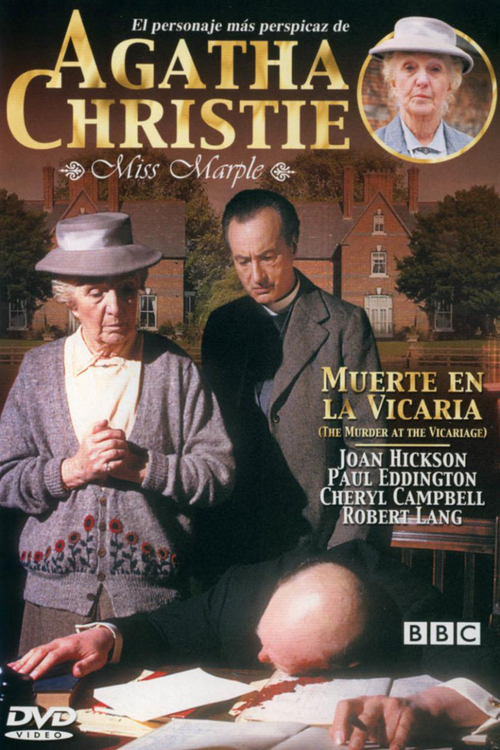 El personaje más perspicaz de
AGATHA
CHRISTIE
Miss Marple
MUERTE EN
LA VICARIA
(THE MURDER AT THE VICARIAGE)
JOAN HICKSON
PAUL EDDINGTON
CHERYL CAMPBELL
ROBERT LANG
BBC
DVD
VIDEO